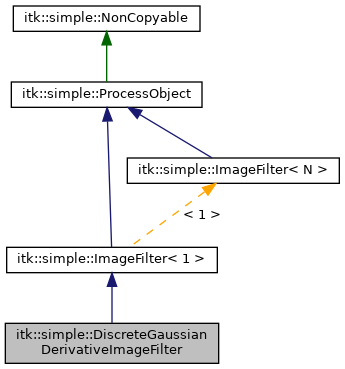 itk::simple::NonCopyable
itk::simple::ProcessObject
itk::simple::ImageFilter< N >
< 1 >
itk::simple::ImageFilter< 1 >
itk::simple::DiscreteGaussian
DerivativeImageFilter